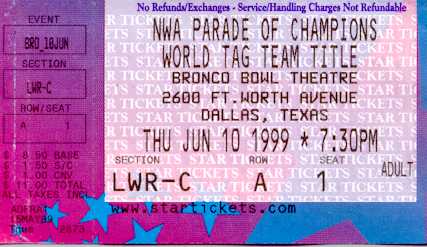 No Refunds/Exchanges - Service/Handling Charges Not Refundable
EVENT
BRD_10JUN
SECTION
LWR-C
ROW/SEAT
A 1
$ 8.50 BASE
$ 1.50 S/C
$ 1.00 CNV
$ 11.00 TOTAL
ALL TAXES INCL
NWA PARADE OF CHAMPIONS
WORLD TAG TEAM TITLE
BRONCO BOWL THEATRE
2600 FT.WORTH AVENUE
DALLAS, TEXAS
THU JUN 10 1999 * 7:30PM
SECTION ROW SEAT
LWR-C A 1
ADULT
www.startickets.com